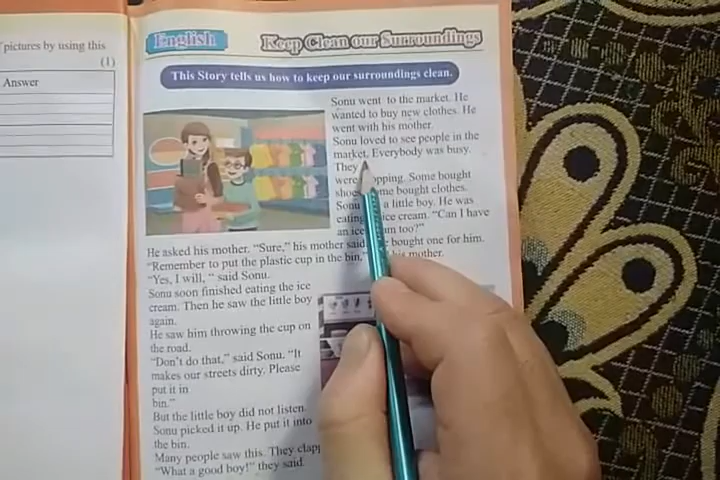 pictures by using this
(1)
Answer
English
Keep Clean our Surroundings
This Story tells us how to keep our surroundings clean.
Sonu went to the market. He
wanted to buy new clothes. He
went with his mother.
Sonu loved to see people in the
market. Everybody was busy.
They
were opping. Some bought
shoes me bought clothes.
Sonu a little boy. He was
eating ice cream. "Can I have
an ice am too?"
He asked his mother. "Sure," his mother said bought one for him.
"Remember to put the plastic cup in the bin," his mother.
"Yes, I will, " said Sonu.
Sonu soon finished eating the ice
cream. Then he saw the little boy
again.
He saw him throwing the cup on
the road.
"Don't do that," said Sonu. "It
makes our streets dirty. Please
put it in
bin."
But the little boy did not listen.
Sonu picked it up. He put it into
the bin.
Many people saw this. They clapp
"What a good boy!" they said